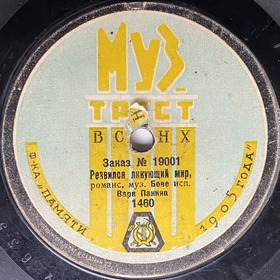 МУЗ
ТРЕСТ
ВСНХ
Заказ № 19001
Резвился ликующий мир,
романс, муз. Бове исп.
Варя Панина
1460
Ф-КА „ПАМЯТИ 1905 ГОДА“